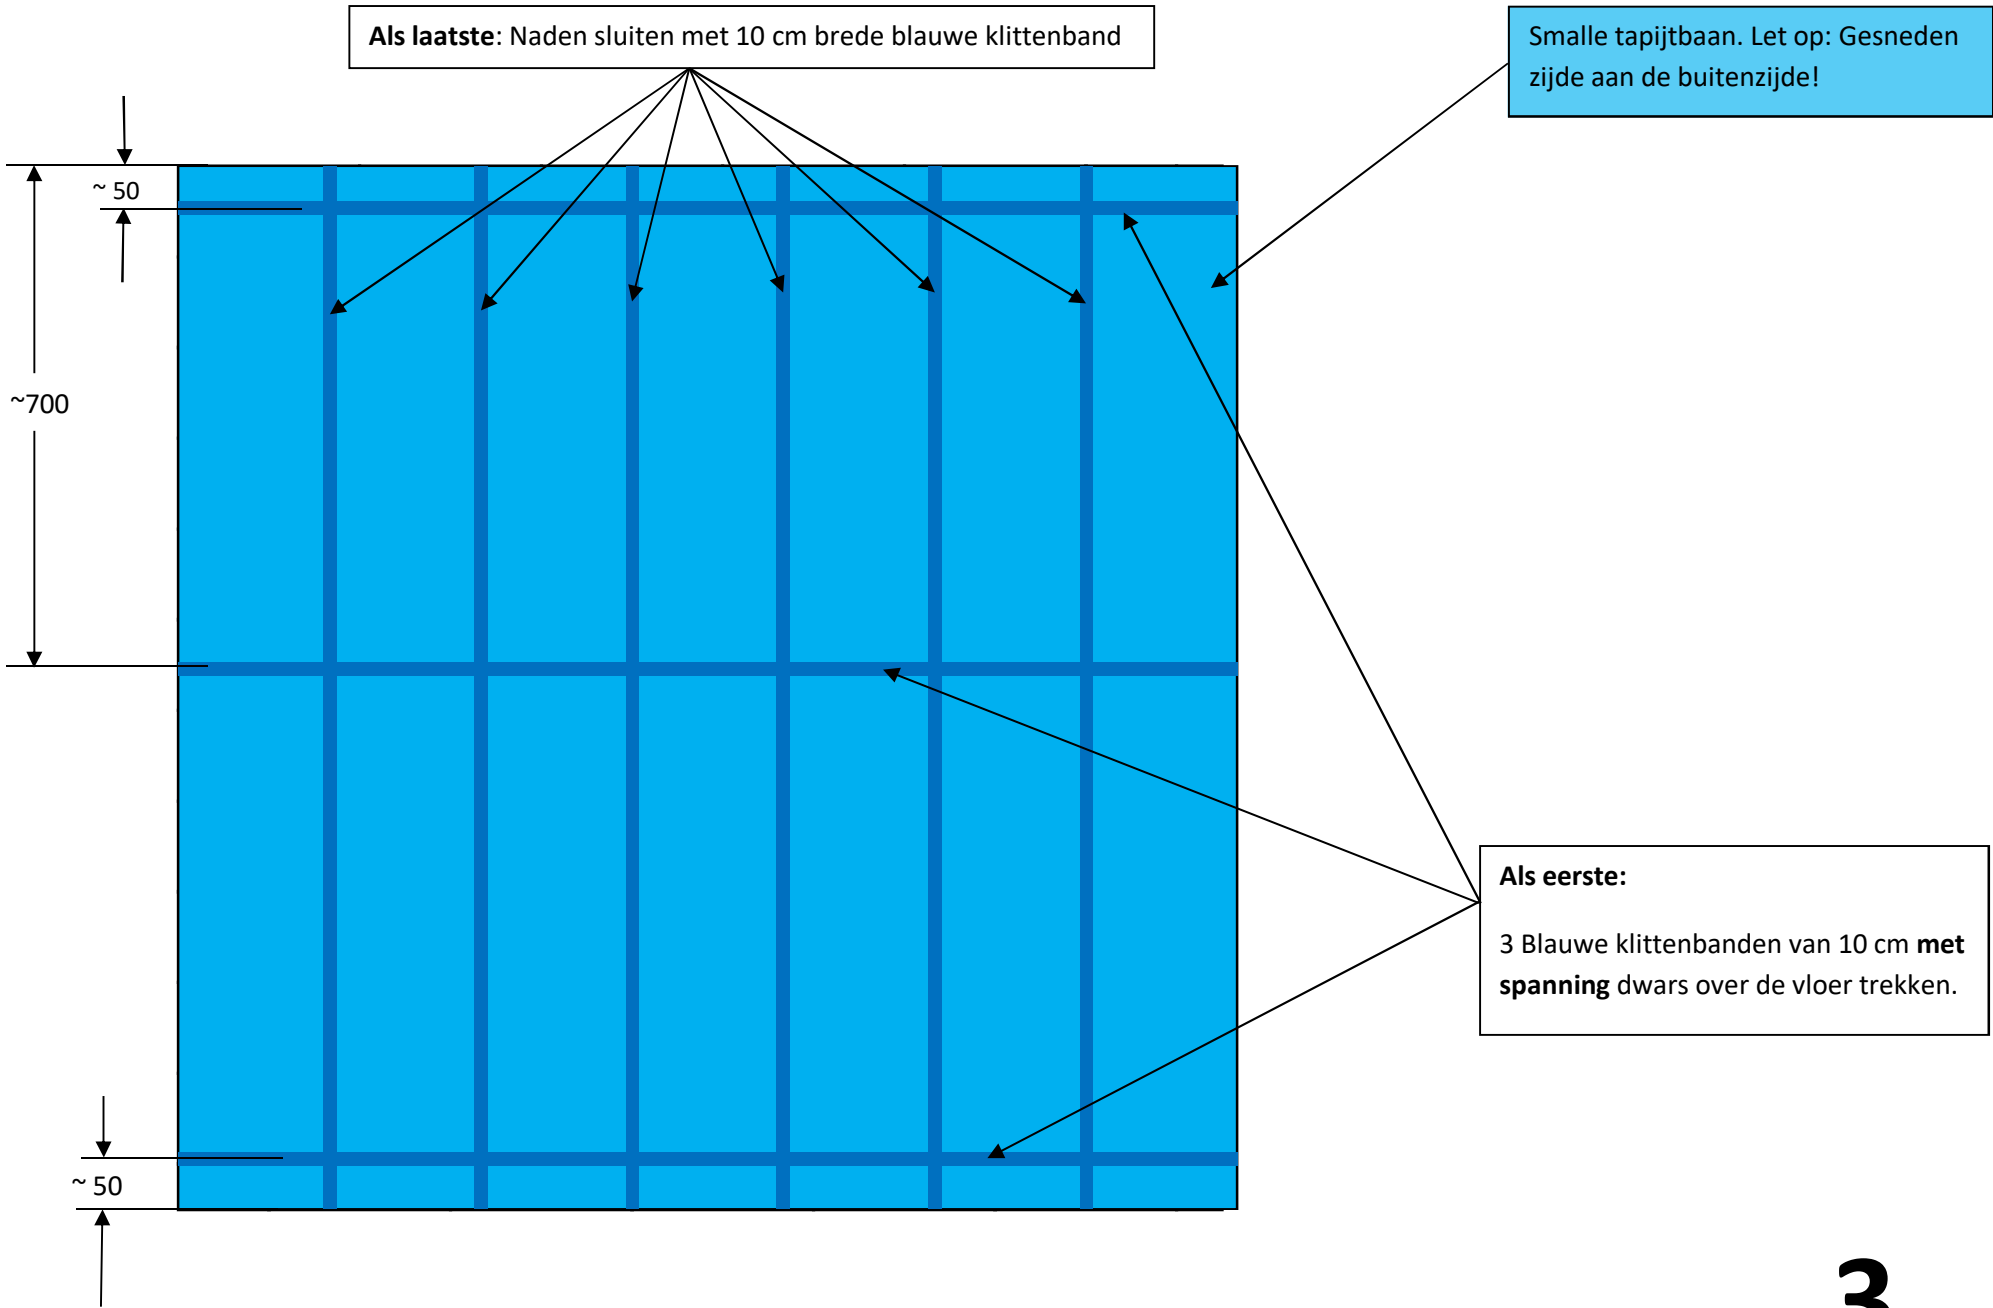 Als laatste: Naden sluiten met 10 cm brede blauwe klittenband
Smalle tapijtbaan. Let op: Gesneden
zijde aan de buitenzijde!
~ 50
~700
Als eerste:
3 Blauwe klittenbanden van 10 cm met
spanning dwars over de vloer trekken.
~ 50
3